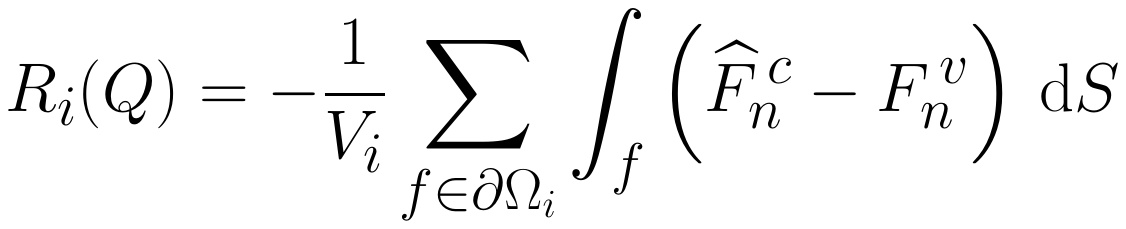 $R_i(Q) = -\frac{1}{V_i} \sum_{f \in \partial\Omega_i} \int_f \left( \widehat{F}_n^{\,c} - F_n^{\,v} \right) \, \mathrm{d}S$